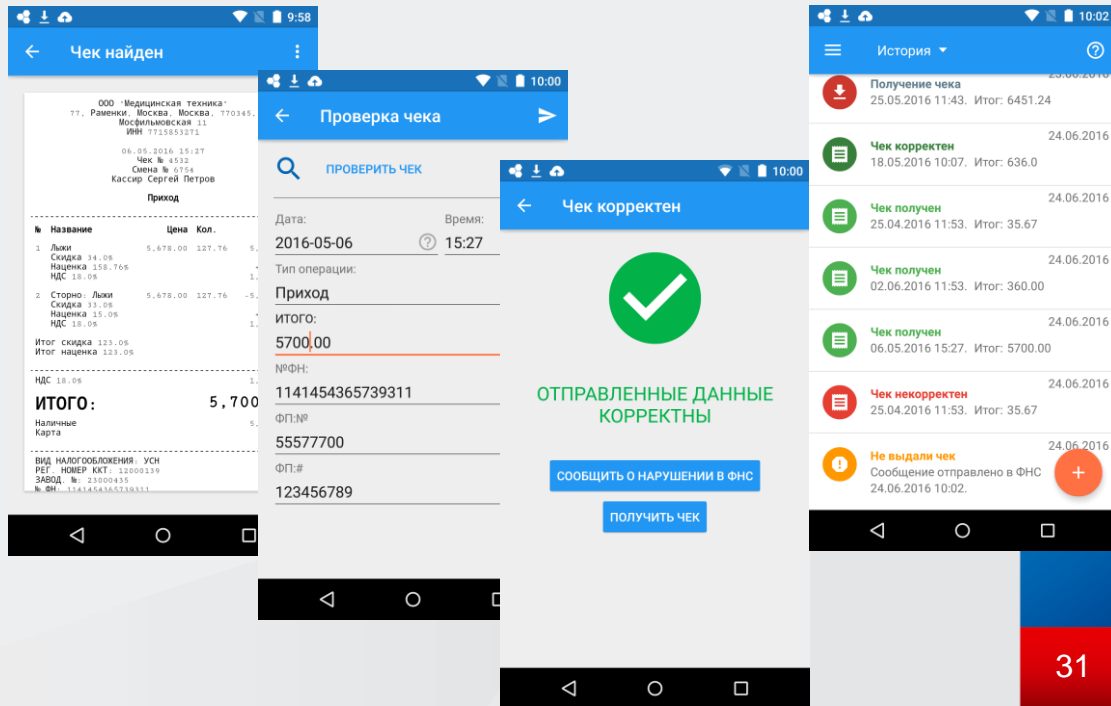 9:58
Чек найден
ООО "Медицинская техника"
77, Раменки, Москва, Москва, 770345,
Мосфильмовская 11
ИНН 7715853271
06.05.2016 15:27
Чек № 4532
Смена № 6754
Кассир Сергей Петров
Приход
№ Название Цена Кол.
1 Лыжи 5,678.00 127.76 5,
Скидка 34.0%
Наценка 158.76%
НДС 18.0% 1,
2 Сторно: Лыжи 5,678.00 127.76 -5,
Скидка 33.0%
Наценка 15.0%
НДС 18.0% 1,
Итог скидка 123.0%
Итог наценка 123.0%
НДС 18.0% 1,
ИТОГО: 5,700
Наличные 5,
Карта
ВИД НАЛОГООБЛОЖЕНИЯ: УСН
РЕГ. НОМЕР ККТ: 12000139
ЗАВОД. №: 23000435
№ ФН: 1141454365739311
10:00
Проверка чека
ПРОВЕРИТЬ ЧЕК
Дата: Время:
2016-05-06 15:27
Тип операции:
Приход
ИТОГО:
5700.00
№ФН:
1141454365739311
ФП:№
55577700
ФП:#
123456789
10:00
Чек корректен
ОТПРАВЛЕННЫЕ ДАННЫЕ
КОРРЕКТНЫ
СООБЩИТЬ О НАРУШЕНИИ В ФНС
ПОЛУЧИТЬ ЧЕК
10:02
История
Получение чека
25.05.2016 11:43. Итог: 6451.24
24.06.2016
Чек корректен
18.05.2016 10:07. Итог: 636.0
24.06.2016
Чек получен
25.04.2016 11:53. Итог: 35.67
24.06.2016
Чек получен
02.06.2016 11:53. Итог: 360.00
24.06.2016
Чек получен
06.05.2016 15:27. Итог: 5700.00
24.06.2016
Чек некорректен
25.04.2016 11:53. Итог: 35.67
24.06.2016
Не выдали чек
Сообщение отправлено в ФНС
24.06.2016 10:02.
+
31